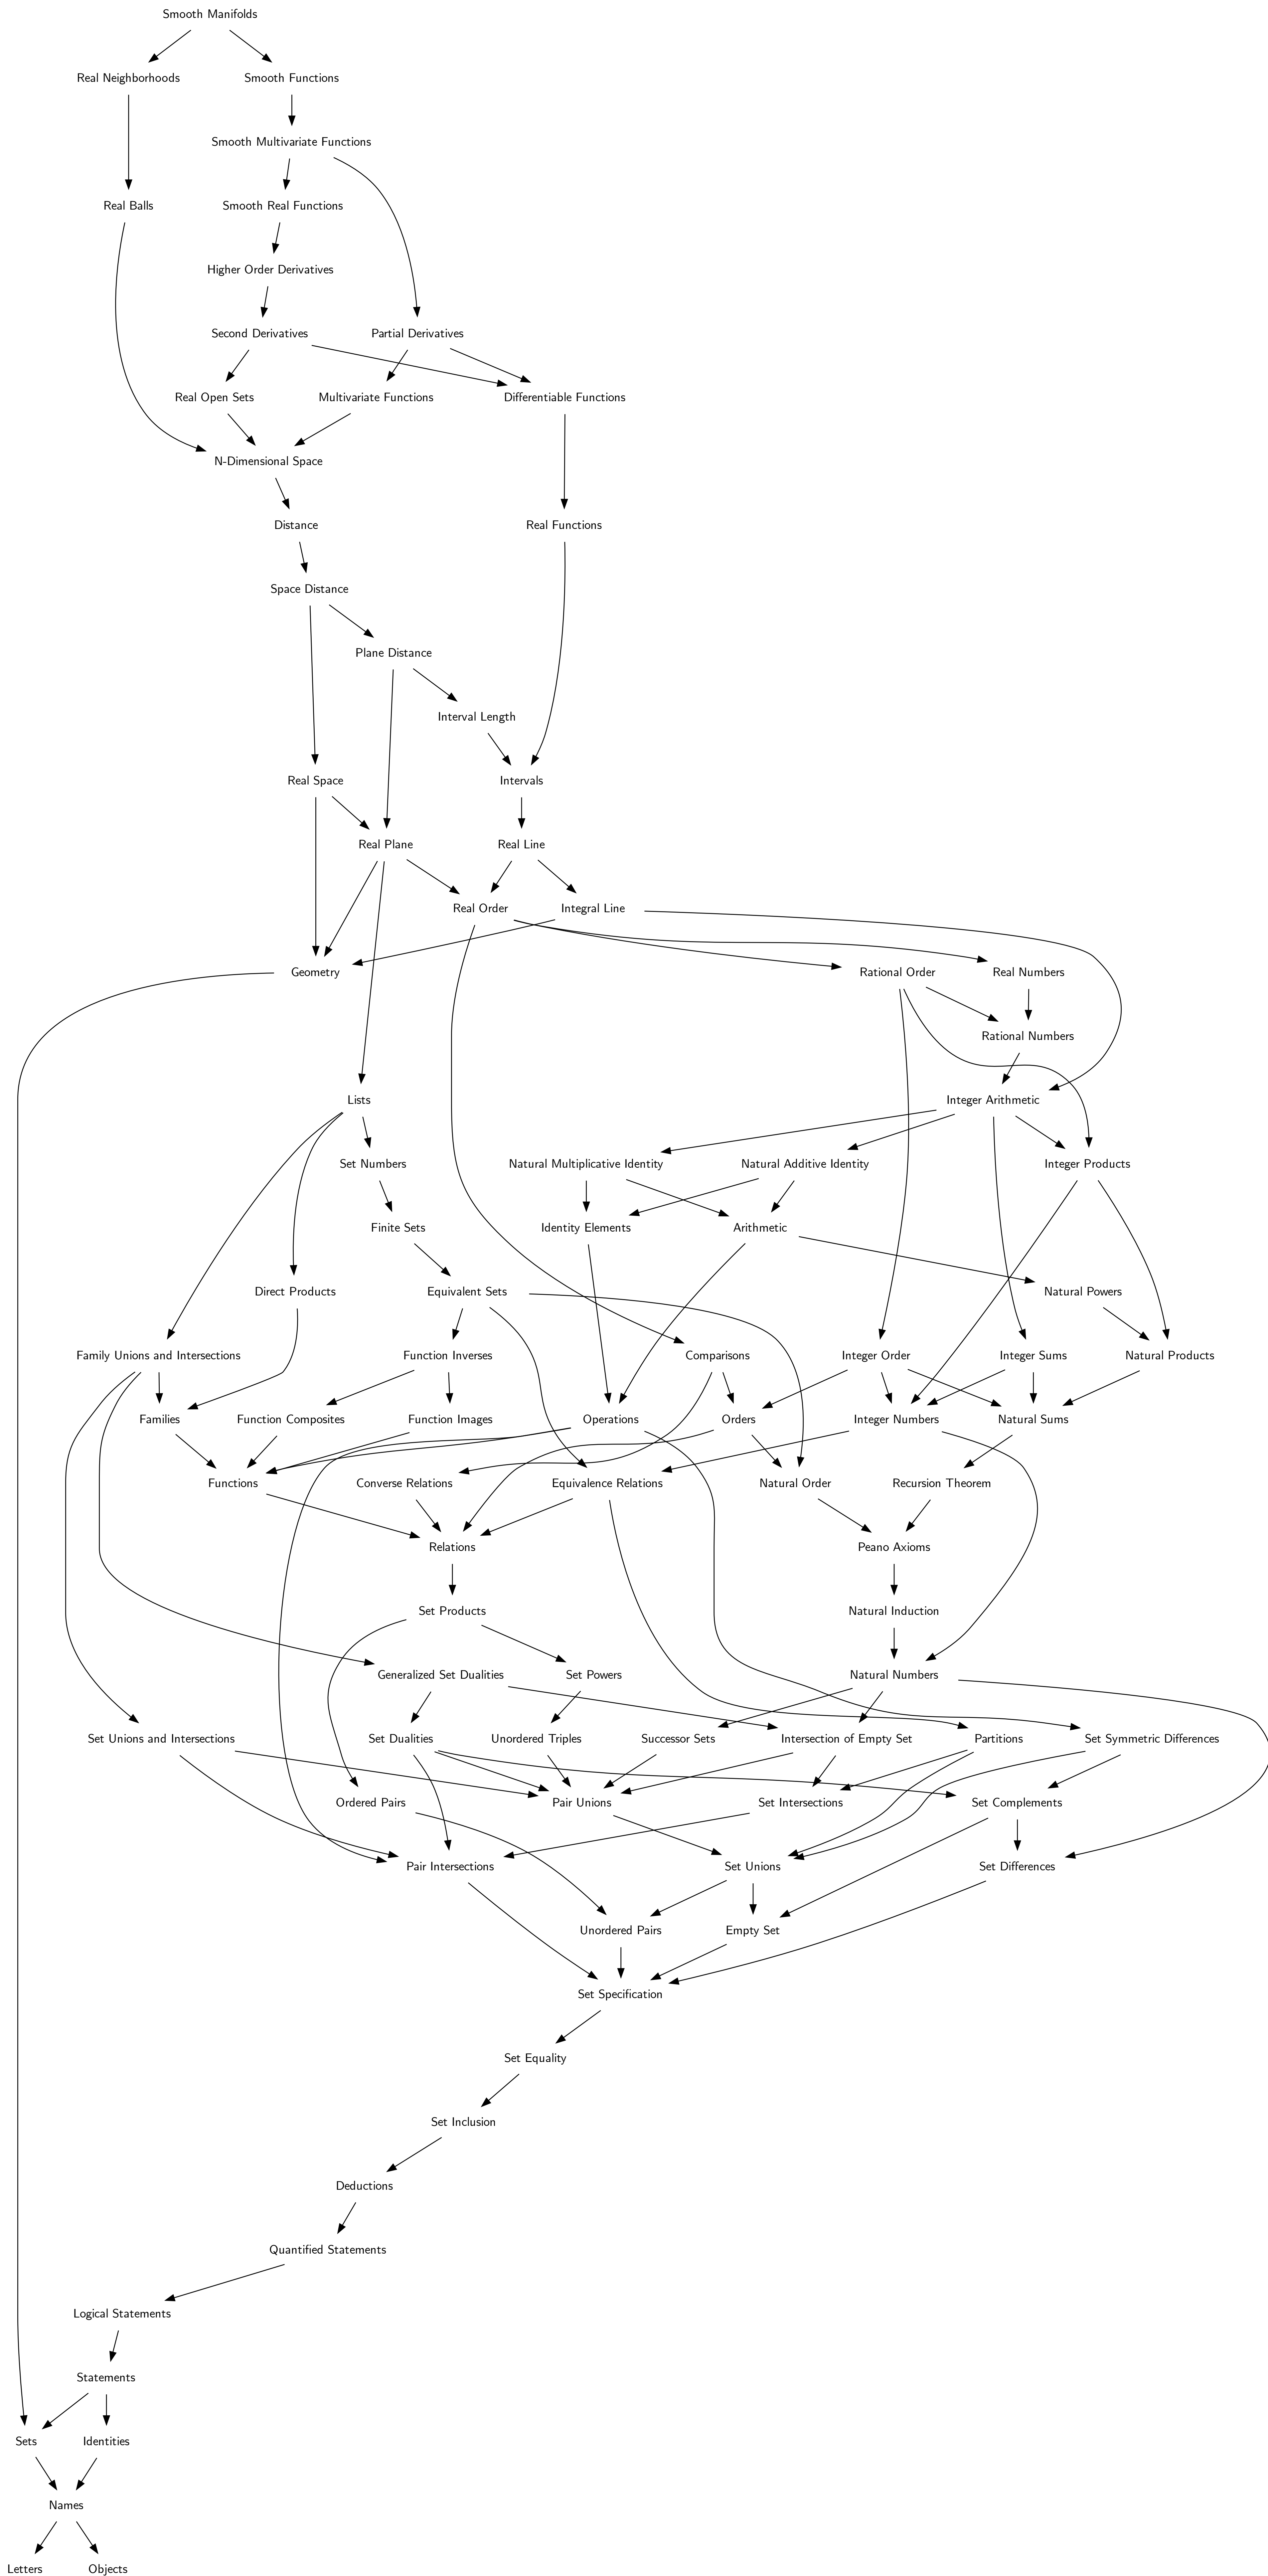 Smooth Manifolds
Real Neighborhoods
Smooth Functions
Smooth Multivariate Functions
Real Balls
Smooth Real Functions
Higher Order Derivatives
Second Derivatives
Partial Derivatives
Real Open Sets
Multivariate Functions
Differentiable Functions
N-Dimensional Space
Distance
Real Functions
Space Distance
Plane Distance
Interval Length
Real Space
Intervals
Real Plane
Real Line
Real Order
Integral Line
Geometry
Rational Order
Real Numbers
Rational Numbers
Lists
Integer Arithmetic
Set Numbers
Natural Multiplicative Identity
Natural Additive Identity
Integer Products
Finite Sets
Identity Elements
Arithmetic
Direct Products
Equivalent Sets
Natural Powers
Family Unions and Intersections
Function Inverses
Comparisons
Integer Order
Integer Sums
Natural Products
Families
Function Composites
Function Images
Operations
Orders
Integer Numbers
Natural Sums
Functions
Converse Relations
Equivalence Relations
Natural Order
Recursion Theorem
Relations
Peano Axioms
Set Products
Natural Induction
Generalized Set Dualities
Set Powers
Natural Numbers
Set Unions and Intersections
Set Dualities
Unordered Triples
Successor Sets
Intersection of Empty Set
Partitions
Set Symmetric Differences
Ordered Pairs
Pair Unions
Set Intersections
Set Complements
Pair Intersections
Set Unions
Set Differences
Unordered Pairs
Empty Set
Set Specification
Set Equality
Set Inclusion
Deductions
Quantified Statements
Logical Statements
Statements
Sets
Identities
Names
Letters
Objects